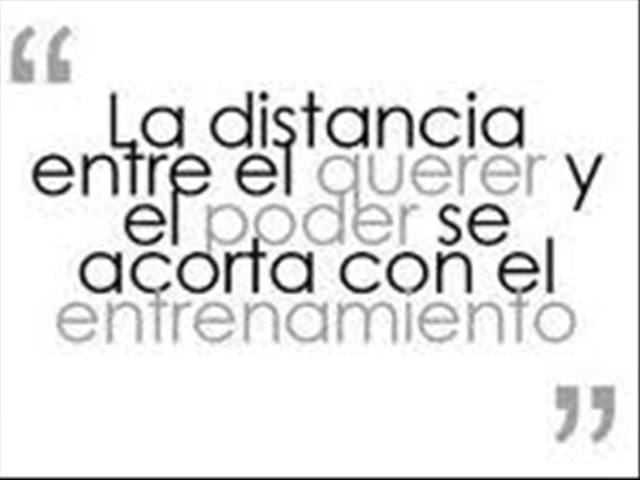 “
La distancia
entre el querer y
el poder se
acorta con el
entrenamiento
”